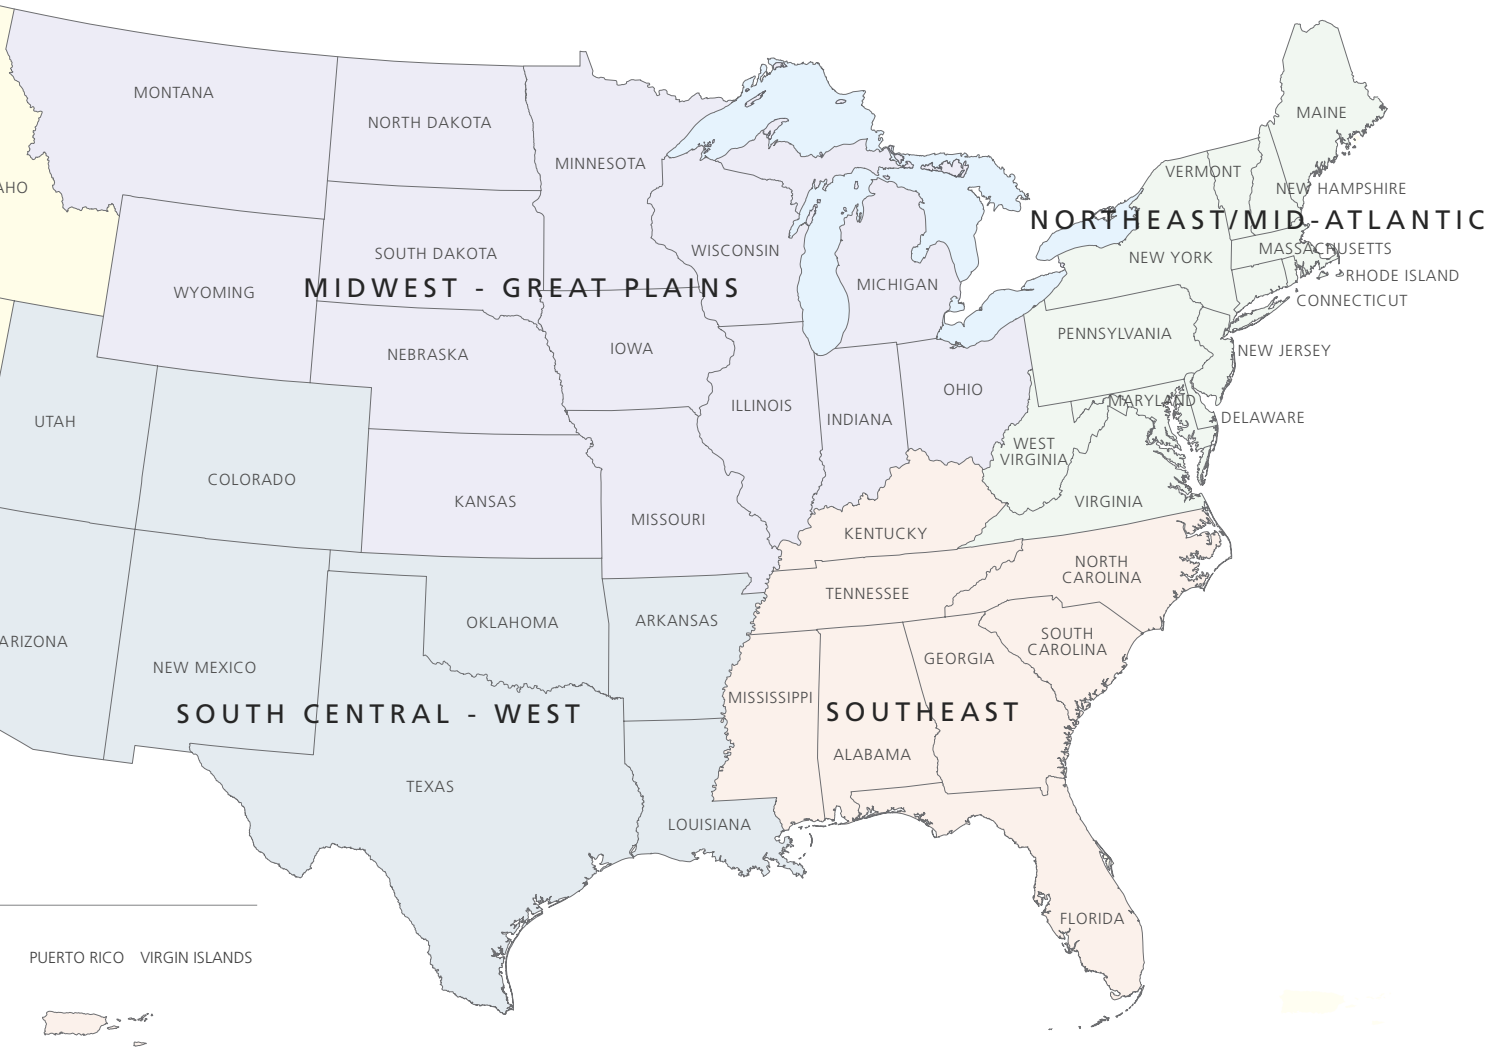 MONTANA
NORTH DAKOTA
MINNESOTA
MAINE
VERMONT
AHO
NEW HAMPSHIRE
NORTHEAST/MID-ATLANTIC
SOUTH DAKOTA
WISCONSIN
MASSACHUSETTS
NEW YORK
RHODE ISLAND
WYOMING
MIDWEST - GREAT PLAINS
MICHIGAN
CONNECTICUT
NEBRASKA
IOWA
PENNSYLVANIA
NEW JERSEY
OHIO
MARYLAND
UTAH
ILLINOIS
INDIANA
DELAWARE
WEST
VIRGINIA
COLORADO
KANSAS
VIRGINIA
MISSOURI
KENTUCKY
NORTH
CAROLINA
TENNESSEE
ARIZONA
OKLAHOMA
ARKANSAS
SOUTH
CAROLINA
NEW MEXICO
GEORGIA
MISSISSIPPI
SOUTH CENTRAL - WEST
SOUTHEAST
ALABAMA
TEXAS
LOUISIANA
FLORIDA
PUERTO RICO VIRGIN ISLANDS